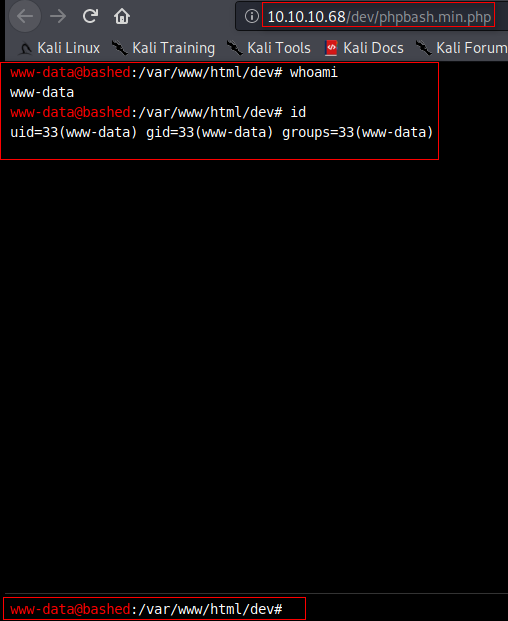 10.10.10.68/dev/phpbash.min.php
Kali Linux Kali Training Kali Tools Kali Docs Kali Forum
www-data@bashed:/var/www/html/dev# whoami
www-data
www-data@bashed:/var/www/html/dev# id
uid=33(www-data) gid=33(www-data) groups=33(www-data)
www-data@bashed:/var/www/html/dev#